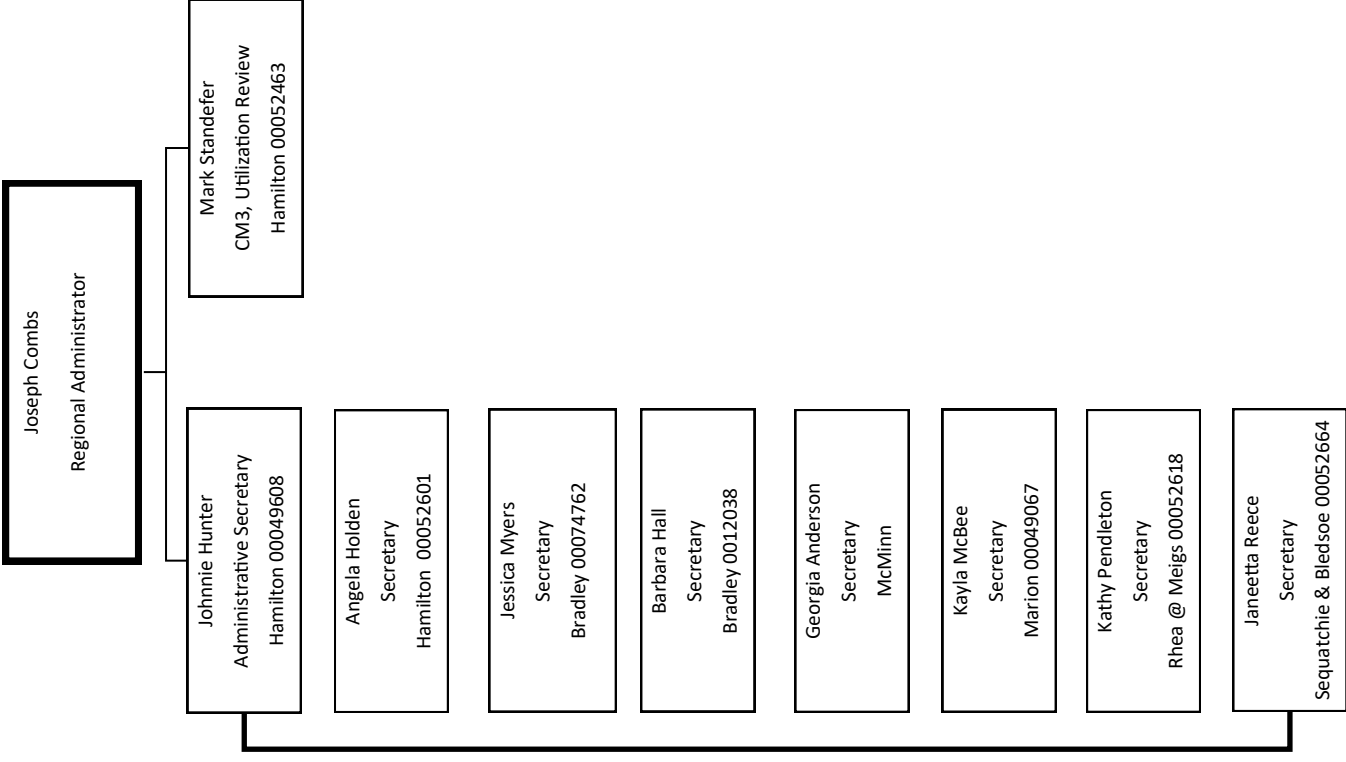 Joseph Combs
Regional Administrator
Johnnie Hunter
Administrative Secretary
Hamilton 00049608
Mark Standefer
CM3, Utilization Review
Hamilton 00052463
Angela Holden
Secretary
Hamilton  00052601
Jessica Myers
Secretary
Bradley 00074762
Barbara Hall
Secretary
Bradley 0012038
Georgia Anderson
Secretary
McMinn
Kayla McBee
Secretary
Marion 00049067
Kathy Pendleton
Secretary
Rhea @ Meigs 00052618
Janeetta Reece
Secretary
Sequatchie & Bledsoe 00052664